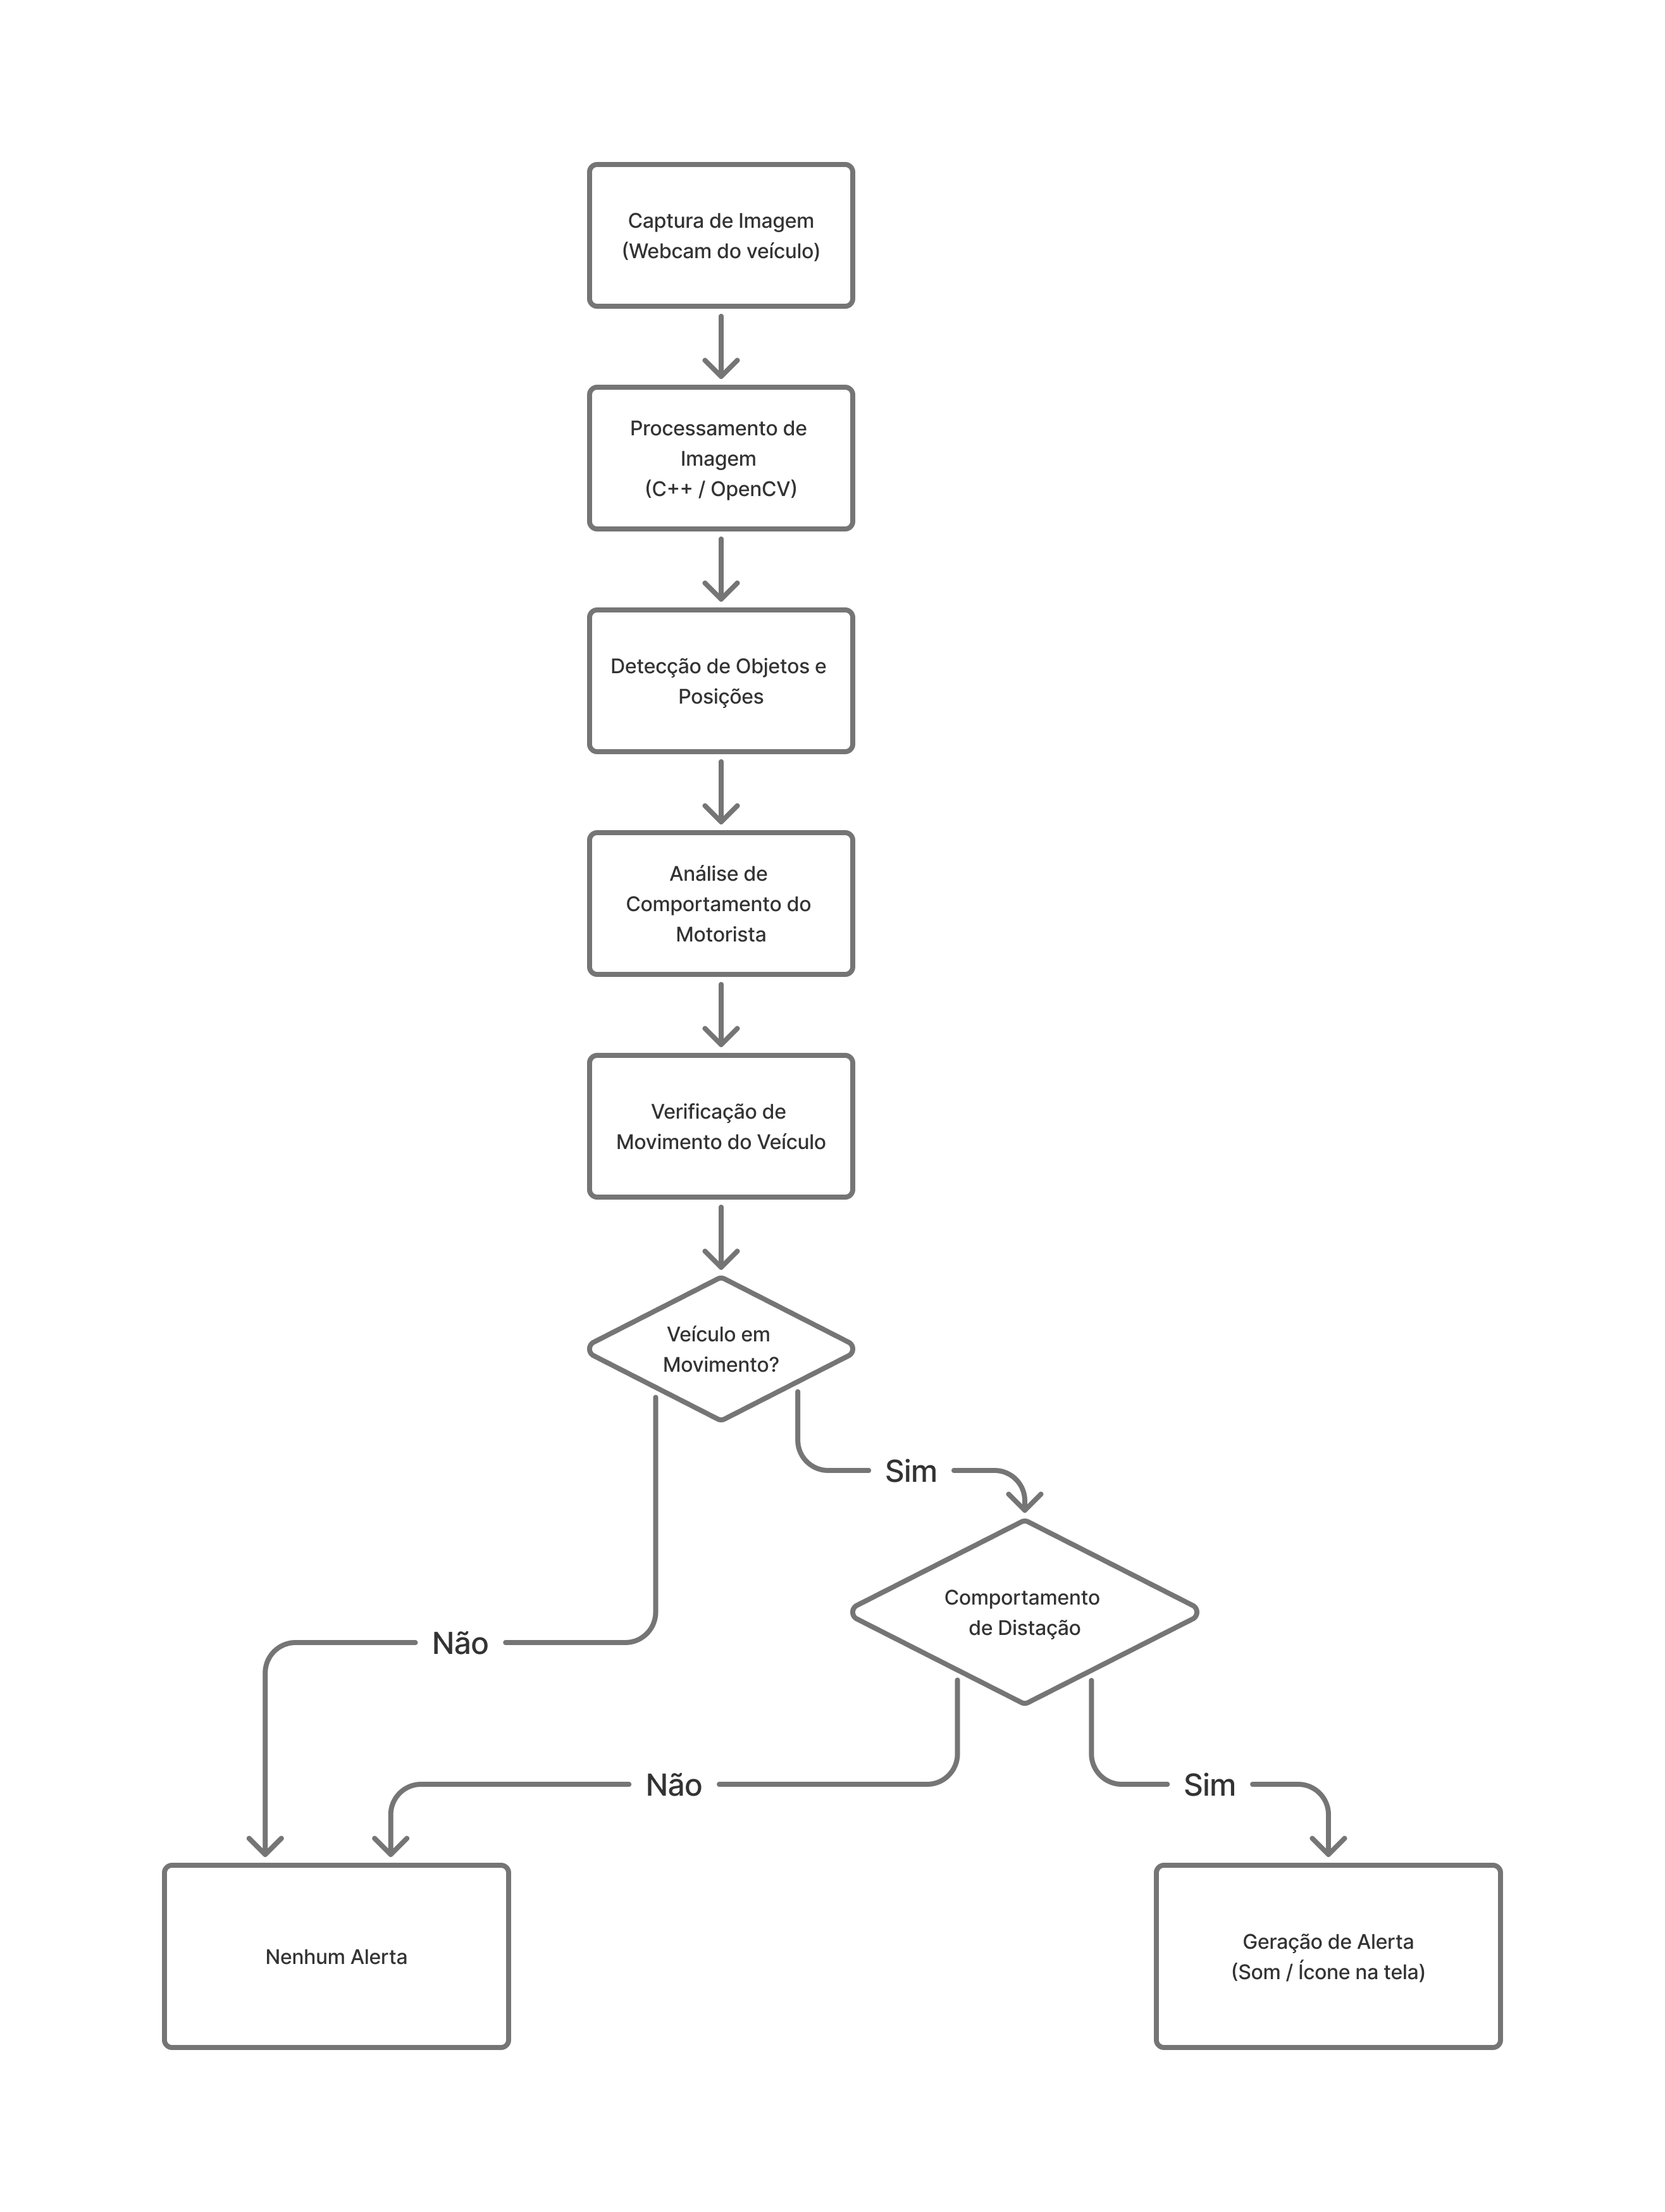 Captura de Imagem
(Webcam do veículo)
Processamento de
Imagem
(C++ / OpenCV)
Detecção de Objetos e
Posições
Análise de
Comportamento do
Motorista
Verificação de
Movimento do Veículo
Veículo em
Movimento?
Sim
Comportamento
de Distação
Não
Não
Sim
Nenhum Alerta
Geração de Alerta
(Som / Ícone na tela)